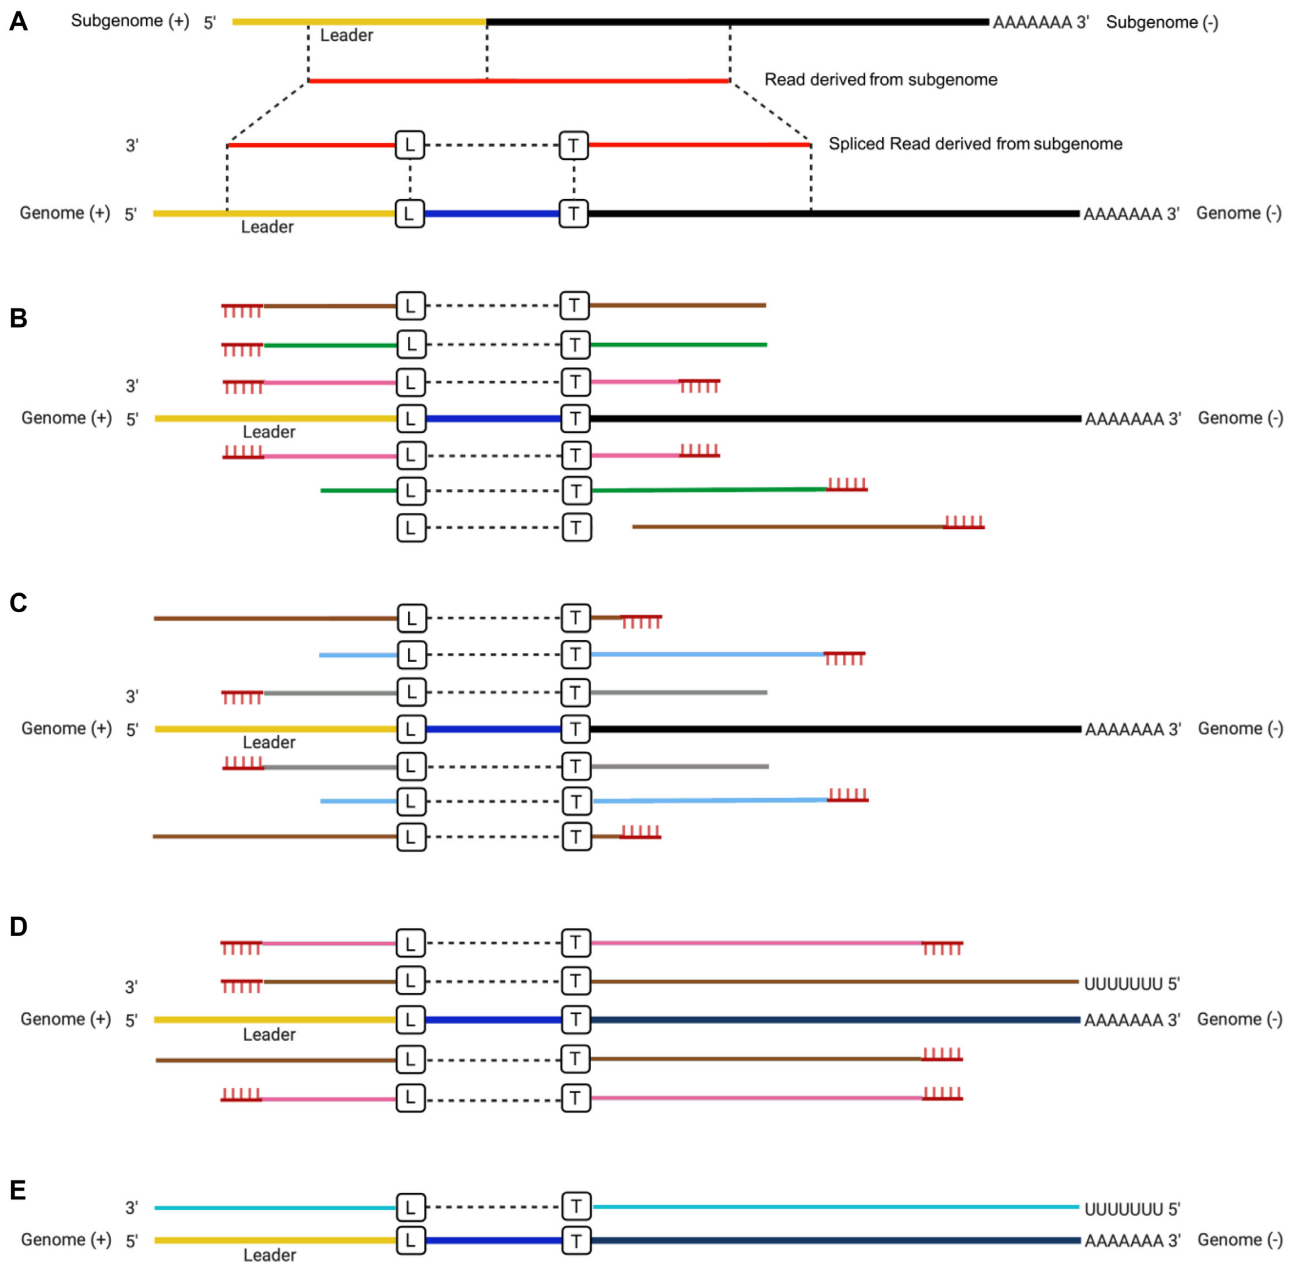 A
Subgenome (+) 5' AAAAAAA 3' Subgenome (-)
Leader
Read derived from subgenome
3' L T Spliced Read derived from subgenome
Genome (+) 5' L T AAAAAAA 3' Genome (-)
Leader
B
L T
L T
3' L T
Genome (+) 5' L T AAAAAAA 3' Genome (-)
Leader
L T
L T
L T
C
L T
L T
3' L T
Genome (+) 5' L T AAAAAAA 3' Genome (-)
Leader
L T
L T
L T
D
L T
3' L T UUUUUUU 5'
Genome (+) 5' L T AAAAAAA 3' Genome (-)
Leader
L T
L T
E
3' L T UUUUUUU 5'
Genome (+) 5' L T AAAAAAA 3' Genome (-)
Leader